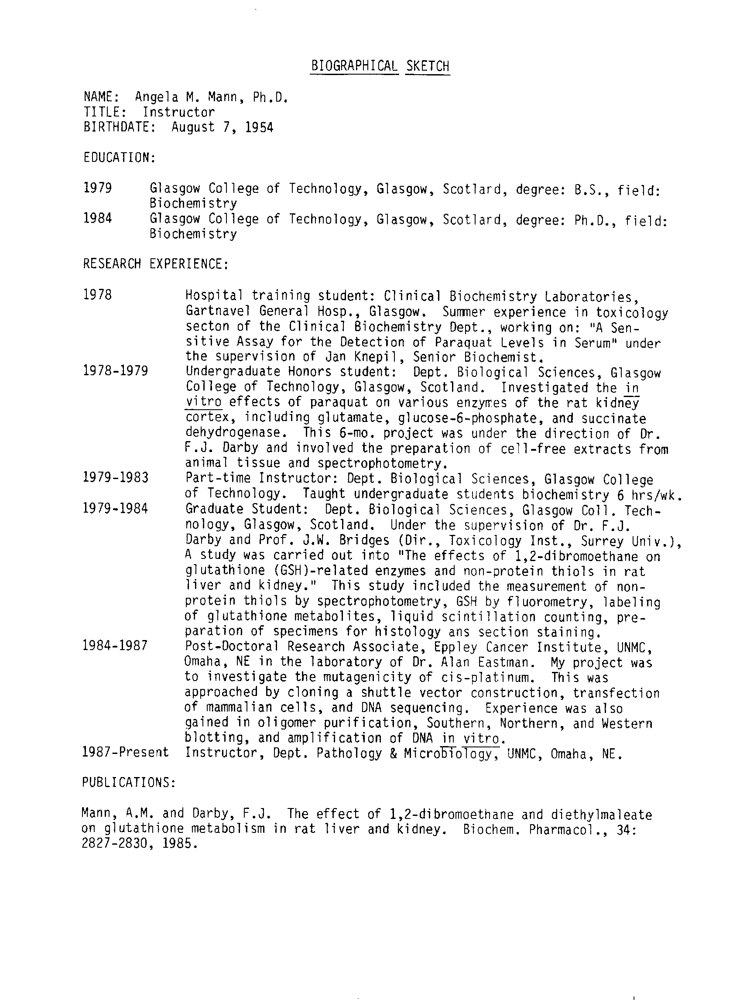 BIOGRAPHICAL SKETCH
NAME: Angela M. Mann, Ph.D.
TITLE: Instructor
BIRTHDATE: August 7, 1954
EDUCATION:
1979 Glasgow College of Technology, Glasgow, Scotlard, degree: B.S., field:
Biochemistry
1984 Glasgow College of Technology, Glasgow, Scotlard, degree: Ph.D., field:
Biochemistry
RESEARCH EXPERIENCE:
1978 Hospital training student: Clinical Biochemistry Laboratories,
Gartnavel General Hosp., Glasgow. Summer experience in toxicology
secton of the Clinical Biochemistry Dept., working on: "A Sen-
sitive Assay for the Detection of Paraquat Levels in Serum" under
the supervision of Jan Knepil, Senior Biochemist.
1978-1979 Undergraduate Honors student: Dept. Biological Sciences, Glasgow
College of Technology, Glasgow, Scotland. Investigated the in
vitro effects of paraquat on various enzymes of the rat kidney
cortex, including glutamate, glucose-6-phosphate, and succinate
dehydrogenase. This 6-mo. project was under the direction of Dr.
F.J. Darby and involved the preparation of cell-free extracts from
animal tissue and spectrophotometry.
1979-1983 Part-time Instructor: Dept. Biological Sciences, Glasgow College
of Technology. Taught undergraduate students biochemistry 6 hrs/wk.
1979-1984 Graduate Student: Dept. Biological Sciences, Glasgow Coll. Tech-
nology, Glasgow, Scotland. Under the supervision of Dr. F.J.
Darby and Prof. J.W. Bridges (Dir., Toxicology Inst., Surrey Univ.),
A study was carried out into "The effects of 1,2-dibromoethane on
glutathione (GSH)-related enzymes and non-protein thiols in rat
liver and kidney." This study included the measurement of non-
protein thiols by spectrophotometry, GSH by fluorometry, labeling
of glutathione metabolites, liquid scintillation counting, pre-
paration of specimens for histology ans section staining.
1984-1987 Post-Doctoral Research Associate, Eppley Cancer Institute, UNMC,
Omaha, NE in the laboratory of Dr. Alan Eastman. My project was
to investigate the mutagenicity of cis-platinum. This was
approached by cloning a shuttle vector construction, transfection
of mammalian cells, and DNA sequencing. Experience was also
gained in oligomer purification, Southern, Northern, and Western
blotting, and amplification of DNA in vitro.
1987-Present Instructor, Dept. Pathology & Microbiology, UNMC, Omaha, NE.
PUBLICATIONS:
Mann, A.M. and Darby, F.J. The effect of 1,2-dibromoethane and diethylmaleate
on glutathione metabolism in rat liver and kidney. Biochem. Pharmacol., 34:
2827-2830, 1985.